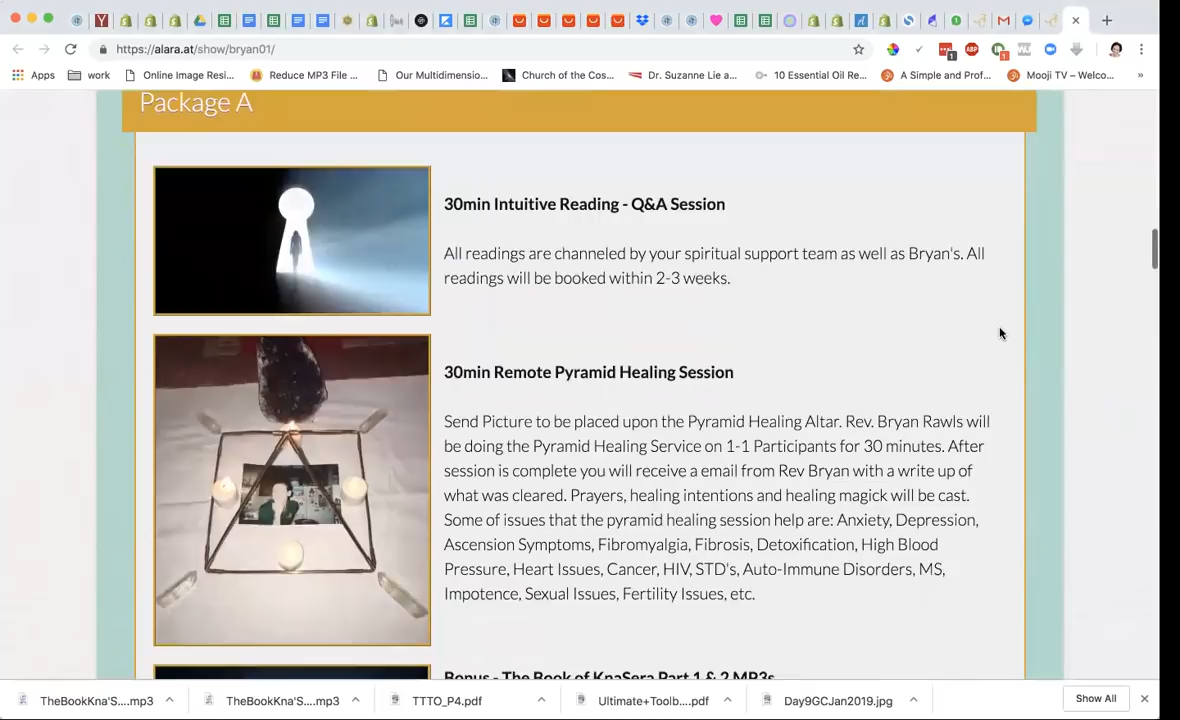 https://alara.at/show/bryan01/
Apps work Online Image Resi... Reduce MP3 File ... Our Multidimensio... Church of the Cos... Dr. Suzanne Lie a... 10 Essential Oil Re... A Simple and Prof... Mooji TV – Welco... »
Package A
30min Intuitive Reading - Q&A Session
All readings are channeled by your spiritual support team as well as Bryan's. All
readings will be booked within 2-3 weeks.
30min Remote Pyramid Healing Session
Send Picture to be placed upon the Pyramid Healing Altar. Rev. Bryan Rawls will
be doing the Pyramid Healing Service on 1-1 Participants for 30 minutes. After
session is complete you will receive a email from Rev Bryan with a write up of
what was cleared. Prayers, healing intentions and healing magick will be cast.
Some of issues that the pyramid healing session help are: Anxiety, Depression,
Ascension Symptoms, Fibromyalgia, Fibrosis, Detoxification, High Blood
Pressure, Heart Issues, Cancer, HIV, STD's, Auto-Immune Disorders, MS,
Impotence, Sexual Issues, Fertility Issues, etc.
Bonus - The Book of KnaSera Part 1 & 2 MP3s
TheBookKna'S....mp3 TheBookKna'S....mp3 TTTO_P4.pdf Ultimate+Toolb....pdf Day9GCJan2019.jpg Show All